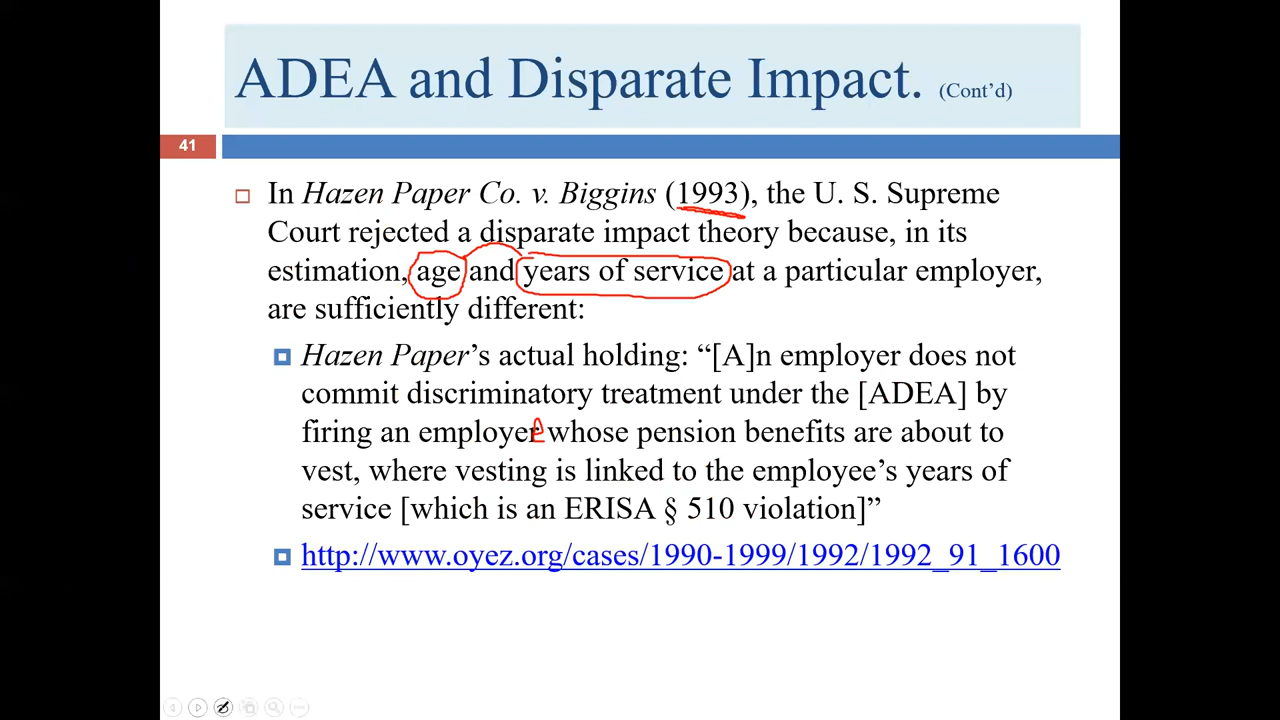 ADEA and Disparate Impact. (Cont’d)
41
In Hazen Paper Co. v. Biggins (1993), the U. S. Supreme
Court rejected a disparate impact theory because, in its
estimation, age and years of service at a particular employer,
are sufficiently different:
Hazen Paper’s actual holding: “[A]n employer does not
commit discriminatory treatment under the [ADEA] by
firing an employee whose pension benefits are about to
vest, where vesting is linked to the employee’s years of
service [which is an ERISA § 510 violation]”
http://www.oyez.org/cases/1990-1999/1992/1992_91_1600